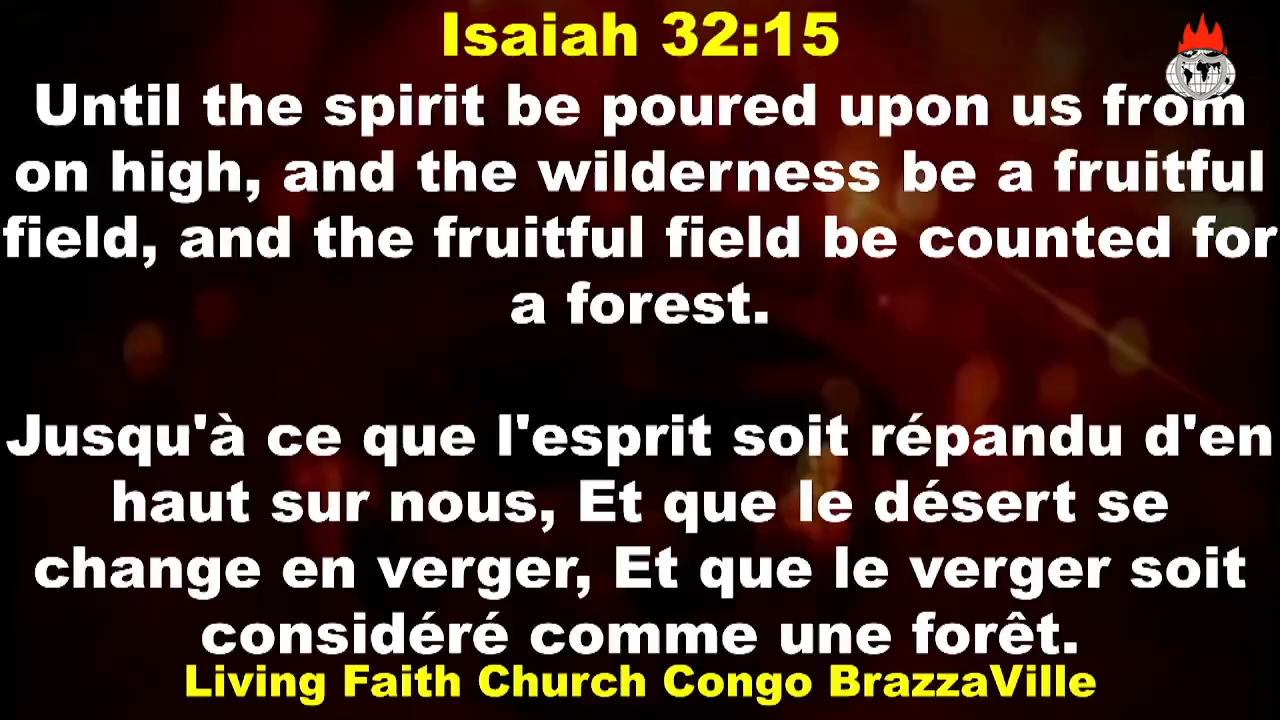 Isaiah 32:15
Until the spirit be poured upon us from
on high, and the wilderness be a fruitful
field, and the fruitful field be counted for
a forest.
Jusqu'à ce que l'esprit soit répandu d'en
haut sur nous, Et que le désert se
change en verger, Et que le verger soit
considéré comme une forêt.
Living Faith Church Congo BrazzaVille